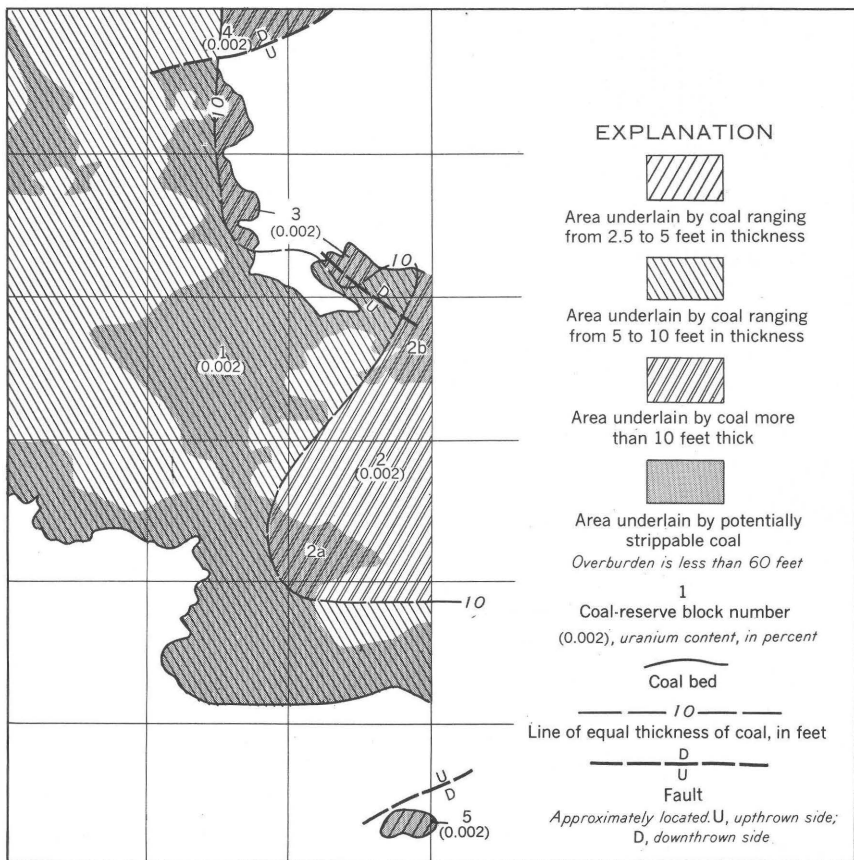 4
(0.002)
D
U
10
3
(0.002)
10
D
U
2b
1
(0.002)
2
(0.002)
2a
10
U
D
5
(0.002)
EXPLANATION
Area underlain by coal ranging
from 2.5 to 5 feet in thickness
Area underlain by coal ranging
from 5 to 10 feet in thickness
Area underlain by coal more
than 10 feet thick
Area underlain by potentially
strippable coal
Overburden is less than 60 feet
1
Coal-reserve block number
(0.002), uranium content, in percent
Coal bed
10
Line of equal thickness of coal, in feet
D
U
Fault
Approximately located. U, upthrown side;
D, downthrown side